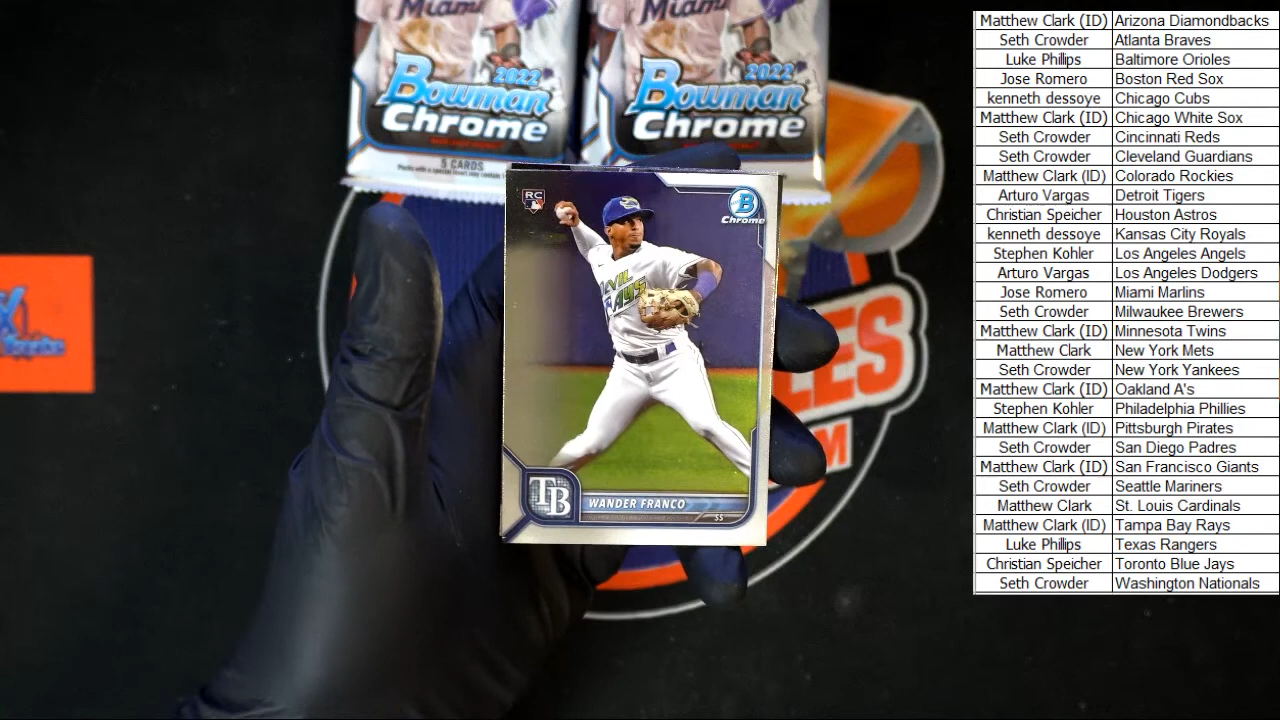 Miami
2022
Bowman
Chrome
5 CARDS
Miami
2022
Bowman
Chrome
RC
B
Chrome
DEVIL
RAYS
TB
WANDER FRANCO
SS
LES
M
Matthew Clark (ID) Arizona Diamondbacks
Seth Crowder Atlanta Braves
Luke Phillips Baltimore Orioles
Jose Romero Boston Red Sox
kenneth dessoye Chicago Cubs
Matthew Clark (ID) Chicago White Sox
Seth Crowder Cincinnati Reds
Seth Crowder Cleveland Guardians
Matthew Clark (ID) Colorado Rockies
Arturo Vargas Detroit Tigers
Christian Speicher Houston Astros
kenneth dessoye Kansas City Royals
Stephen Kohler Los Angeles Angels
Arturo Vargas Los Angeles Dodgers
Jose Romero Miami Marlins
Seth Crowder Milwaukee Brewers
Matthew Clark (ID) Minnesota Twins
Matthew Clark New York Mets
Seth Crowder New York Yankees
Matthew Clark (ID) Oakland A's
Stephen Kohler Philadelphia Phillies
Matthew Clark (ID) Pittsburgh Pirates
Seth Crowder San Diego Padres
Matthew Clark (ID) San Francisco Giants
Seth Crowder Seattle Mariners
Matthew Clark St. Louis Cardinals
Matthew Clark (ID) Tampa Bay Rays
Luke Phillips Texas Rangers
Christian Speicher Toronto Blue Jays
Seth Crowder Washington Nationals